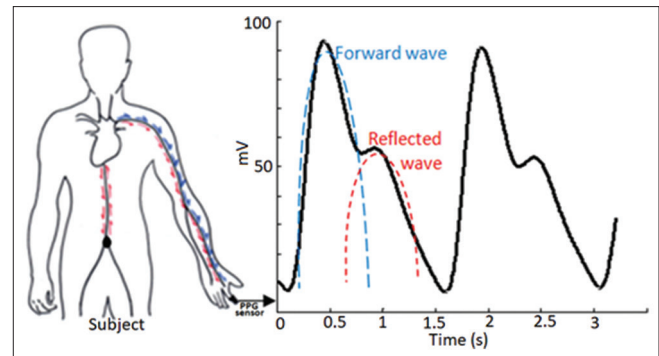 100
Forward wave
Reflected
wave
mV
50
PPG
sensor
Subject
0
0.5
1
1.5
2
2.5
3
Time (s)